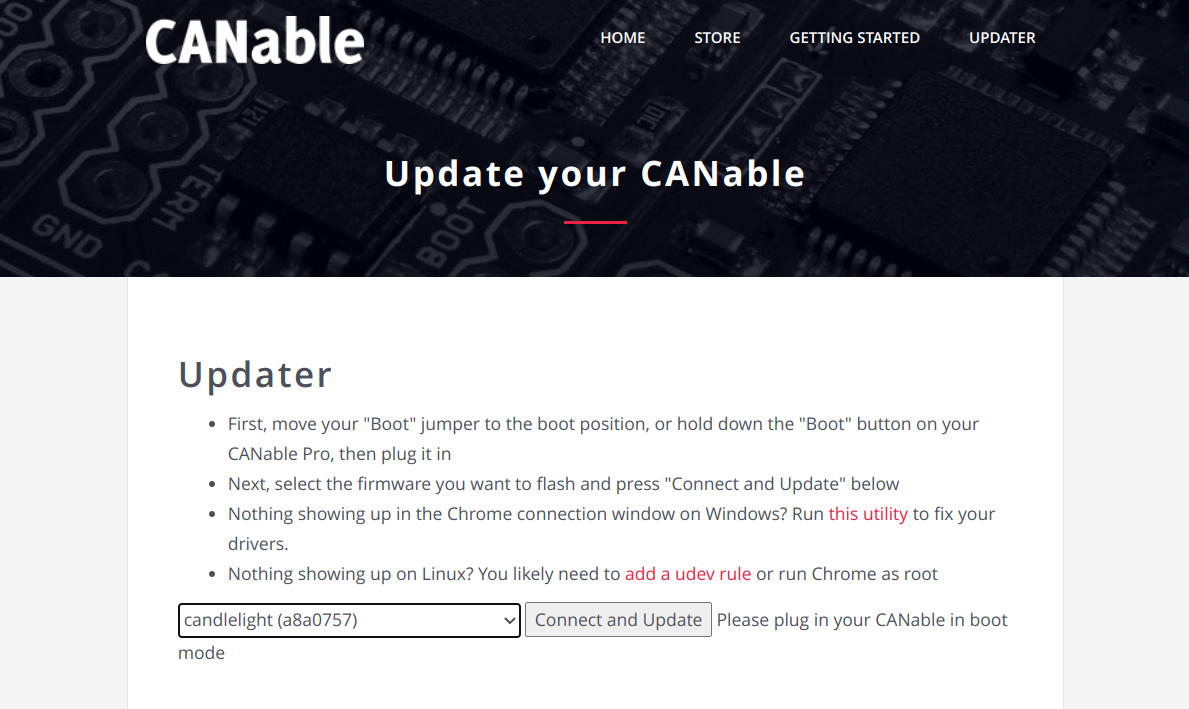 CANable
HOME
STORE
GETTING STARTED
UPDATER
Update your CANable
GND
TERM
BOOT
Updater
First, move your "Boot" jumper to the boot position, or hold down the "Boot" button on your
CANable Pro, then plug it in
Next, select the firmware you want to flash and press "Connect and Update" below
Nothing showing up in the Chrome connection window on Windows? Run this utility to fix your
drivers.
Nothing showing up on Linux? You likely need to add a udev rule or run Chrome as root
candlelight (a8a0757)
Connect and Update
Please plug in your CANable in boot
mode